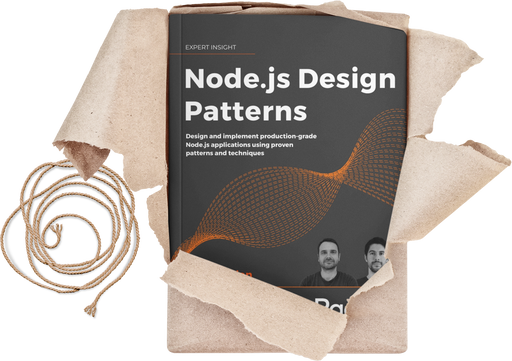 EXPERT INSIGHT
Node.js Design
Patterns
Design and implement production-grade
Node.js applications using proven
patterns and techniques